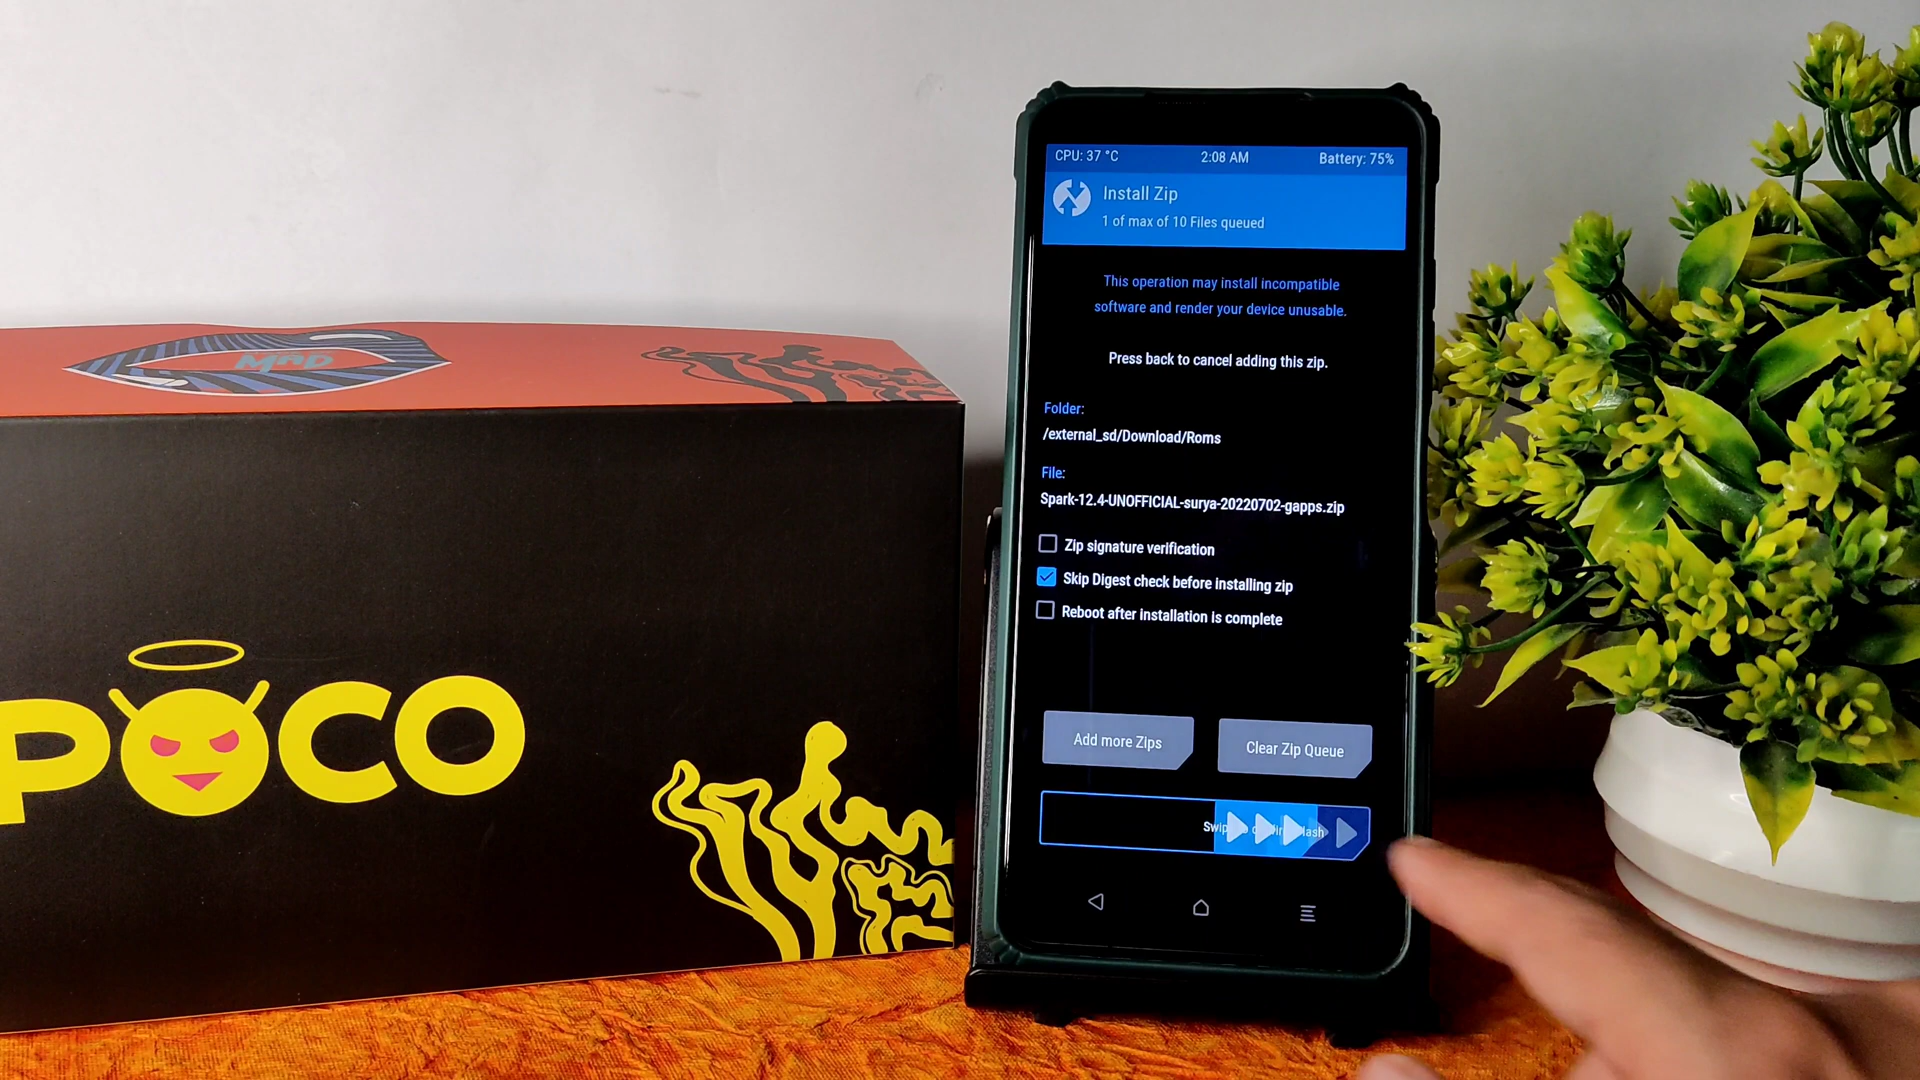 MAD
POCO
CPU: 37 °C 2:08 AM Battery: 75%
Install Zip
1 of max of 10 Files queued
This operation may install incompatible
software and render your device unusable.
Press back to cancel adding this zip.
Folder:
/external_sd/Download/Roms
File:
Spark-12.4-UNOFFICIAL-surya-20220702-gapps.zip
Zip signature verification
Skip Digest check before installing zip
Reboot after installation is complete
Add more Zips Clear Zip Queue